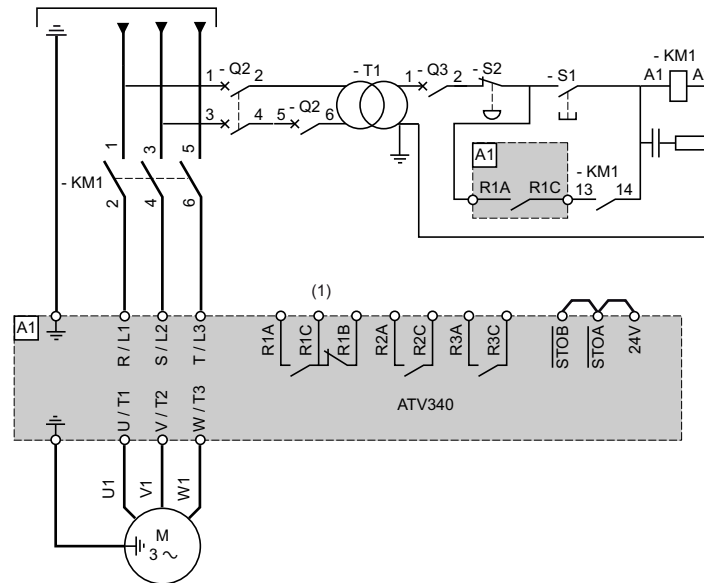 1 - Q2 2 - T1 1 - Q3 2 - S2 - S1 - KM1
A1 A
3 4 5 - Q2 6
1 3 5
A1
- KM1
R1A R1C - KM1
13 14
2 4 6
(1)
A1
R / L1 S / L2 T / L3 R1A R1C R1B R2A R2C R3A R3C STOB STOA 24V
ATV340
U / T1 V / T2 W / T3
U1 V1 W1
M
3 ~